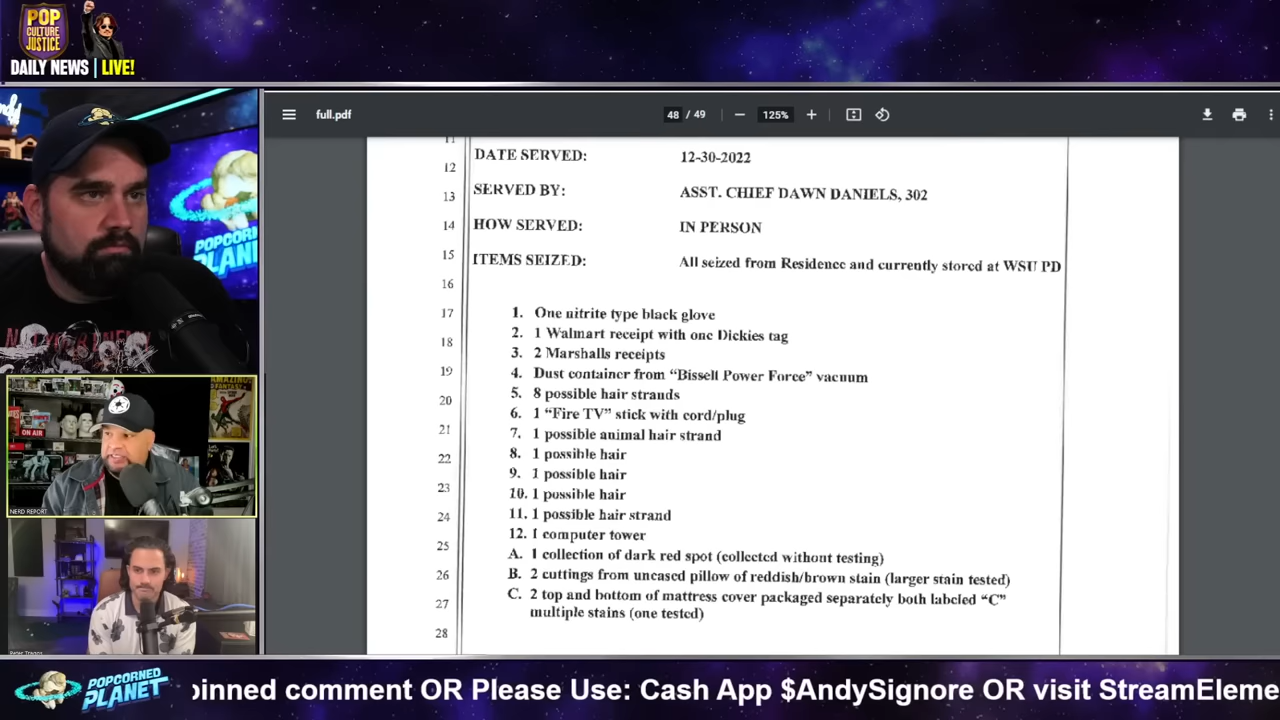 POP
CULTURE
JUSTICE
DAILY NEWS | LIVE!
POPCORNED
PLAN
ON AIR
NERD REPORT
full.pdf
48 / 49
125%
11
12
13
14
15
16
17
18
19
20
21
22
23
24
25
26
27
28
DATE SERVED: 12-30-2022
SERVED BY: ASST. CHIEF DAWN DANIELS, 302
HOW SERVED: IN PERSON
ITEMS SEIZED: All seized from Residence and currently stored at WSU PD
1. One nitrite type black glove
2. 1 Walmart receipt with one Dickies tag
3. 2 Marshalls receipts
4. Dust container from “Bissell Power Force” vacuum
5. 8 possible hair strands
6. 1 “Fire TV” stick with cord/plug
7. 1 possible animal hair strand
8. 1 possible hair
9. 1 possible hair
10. 1 possible hair
11. 1 possible hair strand
12. 1 computer tower
A. 1 collection of dark red spot (collected without testing)
B. 2 cuttings from uncased pillow of reddish/brown stain (larger stain tested)
C. 2 top and bottom of mattress cover packaged separately both labeled “C”
multiple stains (one tested)
POPCORNED
PLANET
pinned comment OR Please Use: Cash App $AndySignore OR visit StreamEleme